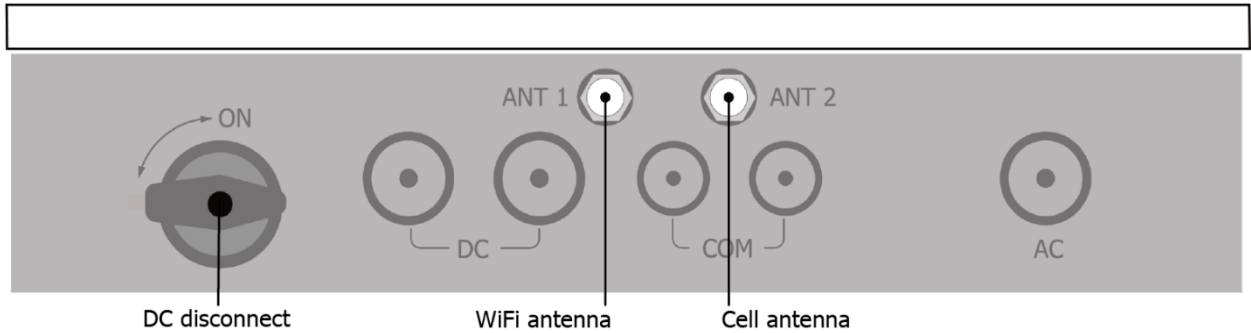 ANT 1
ANT 2
ON
DC
COM
AC
DC disconnect
WiFi antenna
Cell antenna